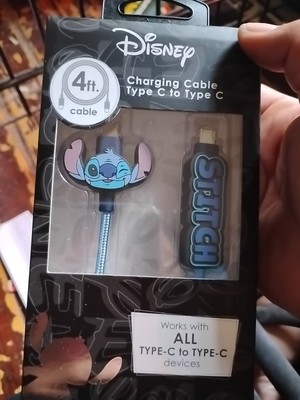 Disney
4ft.
cable
Charging Cable
Type C to Type C
STITCH
Works with
ALL
TYPE-C to TYPE-C
devices